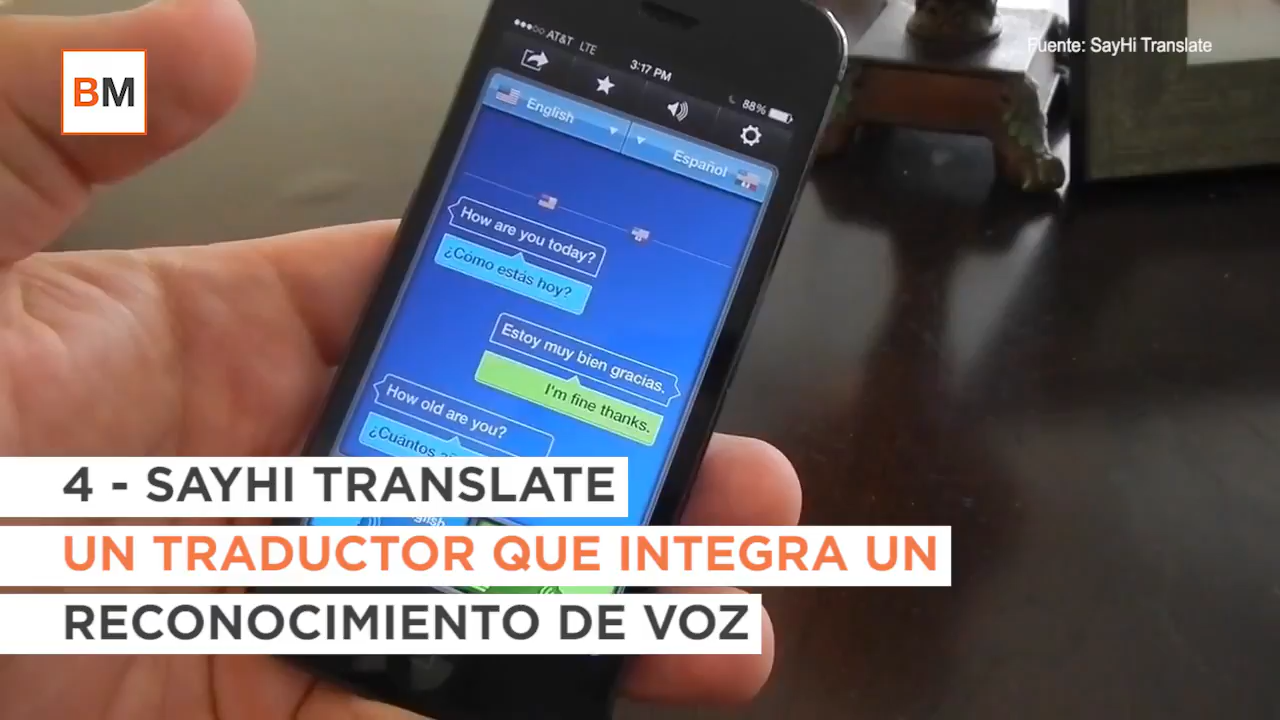 BM
Fuente: SayHi Translate
AT&T LTE
3:17 PM
88%
English
Español
How are you today?
¿Cómo estás hoy?
Estoy muy bien gracias.
I'm fine thanks.
How old are you?
¿Cuántos
4 - SAYHI TRANSLATE
UN TRADUCTOR QUE INTEGRA UN
RECONOCIMIENTO DE VOZ